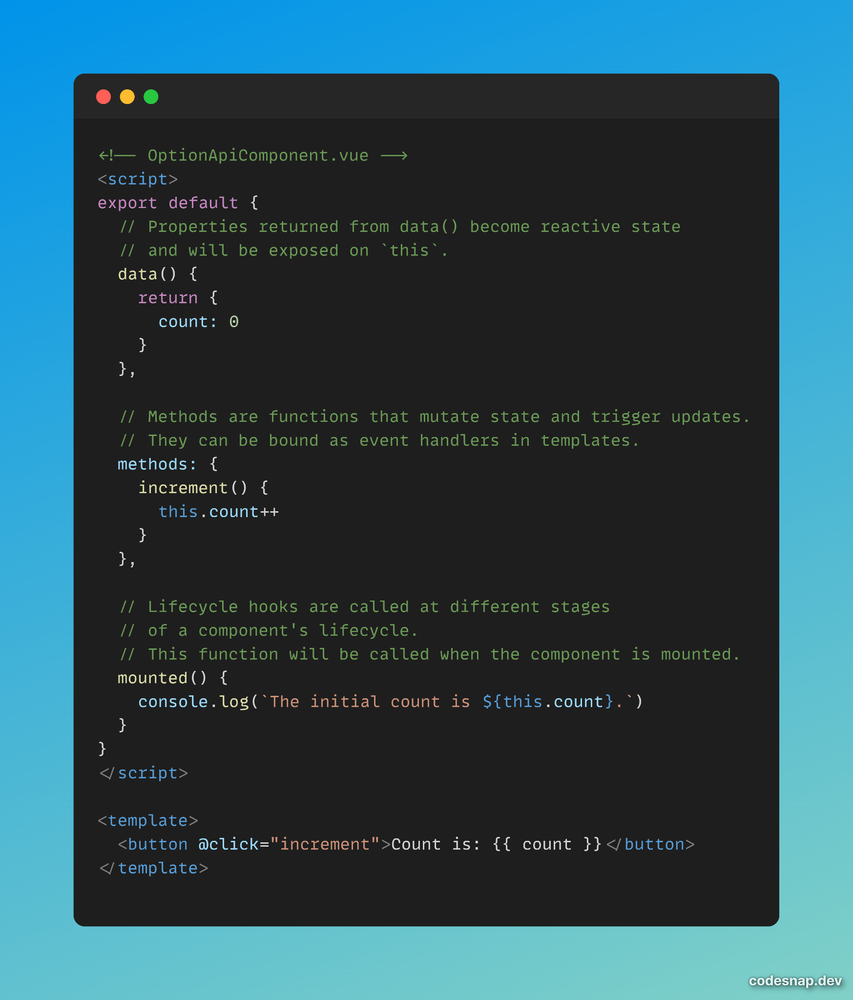 <!-- OptionApiComponent.vue -->
<script>
export default {
  // Properties returned from data() become reactive state
  // and will be exposed on `this`.
  data() {
    return {
      count: 0
    }
  },

  // Methods are functions that mutate state and trigger updates.
  // They can be bound as event handlers in templates.
  methods: {
    increment() {
      this.count++
    }
  },

  // Lifecycle hooks are called at different stages
  // of a component's lifecycle.
  // This function will be called when the component is mounted.
  mounted() {
    console.log(`The initial count is ${this.count}.`)
  }
}
</script>

<template>
  <button @click="increment">Count is: {{ count }}</button>
</template>
codesnap.dev